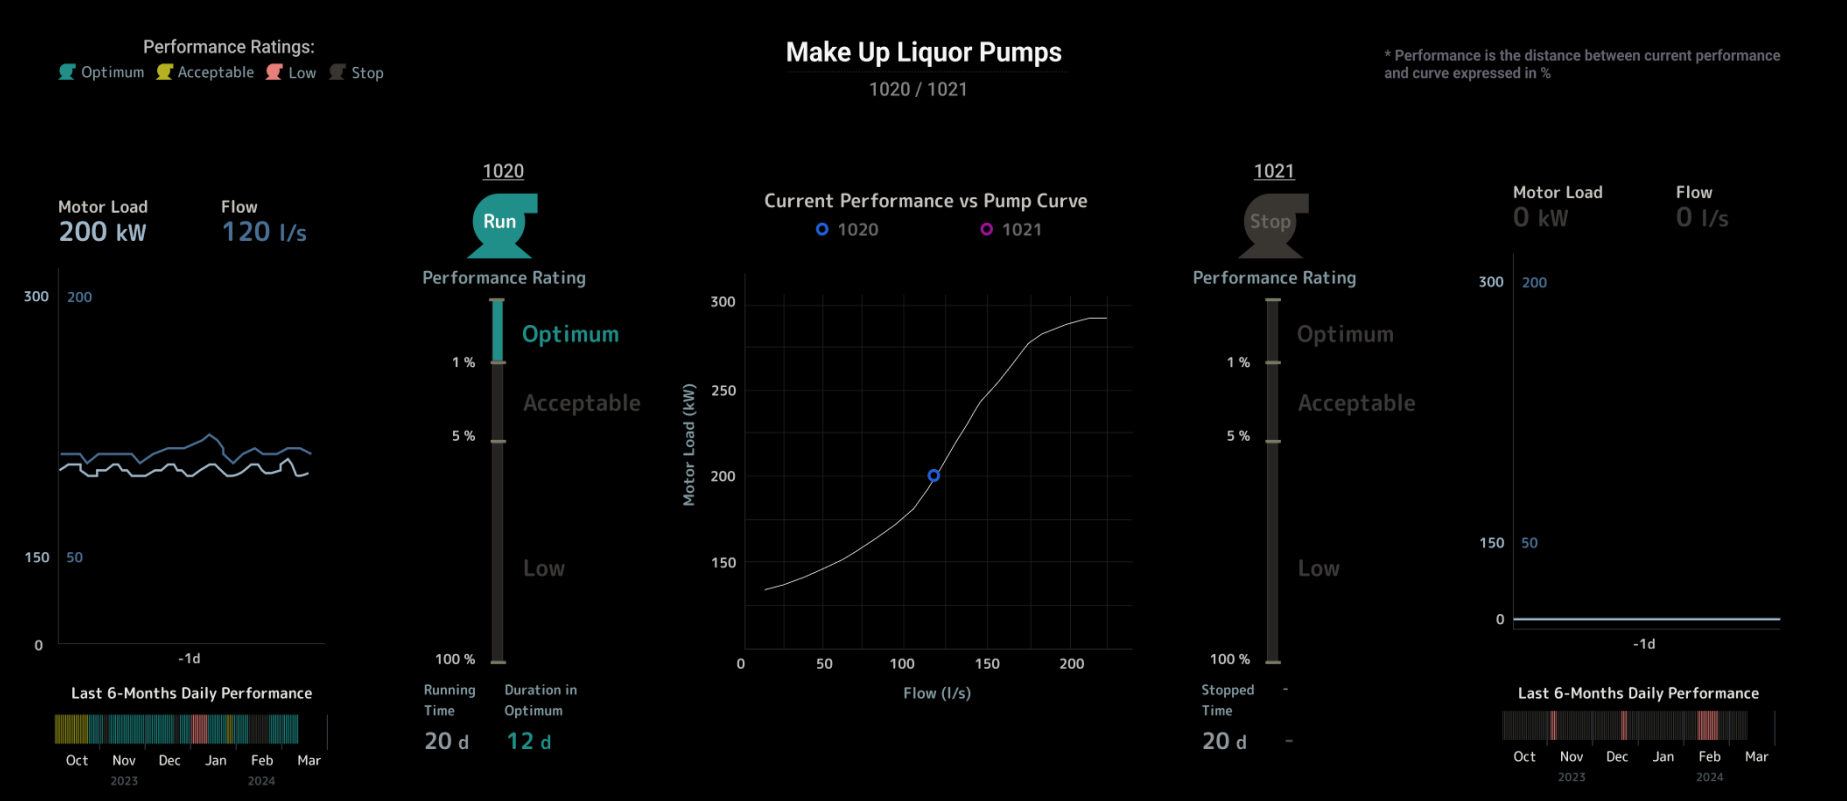 Performance Ratings:
Optimum Acceptable Low Stop
Make Up Liquor Pumps
1020 / 1021
* Performance is the distance between current performance
and curve expressed in %
Motor Load Flow
200 kW 120 l/s
300 200
150 50
0
-1d
Last 6-Months Daily Performance
Oct Nov Dec Jan Feb Mar
2023 2024
1020
Run
Performance Rating
Optimum
1 %
Acceptable
5 %
Low
100 %
Running Duration in
Time Optimum
20 d 12 d
Current Performance vs Pump Curve
1020 1021
Motor Load (kW)
300
250
200
150
0 50 100 150 200
Flow (l/s)
1021
Stop
Performance Rating
Optimum
1 %
Acceptable
5 %
Low
100 %
Stopped -
Time
20 d -
Motor Load Flow
0 kW 0 l/s
300 200
150 50
0
-1d
Last 6-Months Daily Performance
Oct Nov Dec Jan Feb Mar
2023 2024